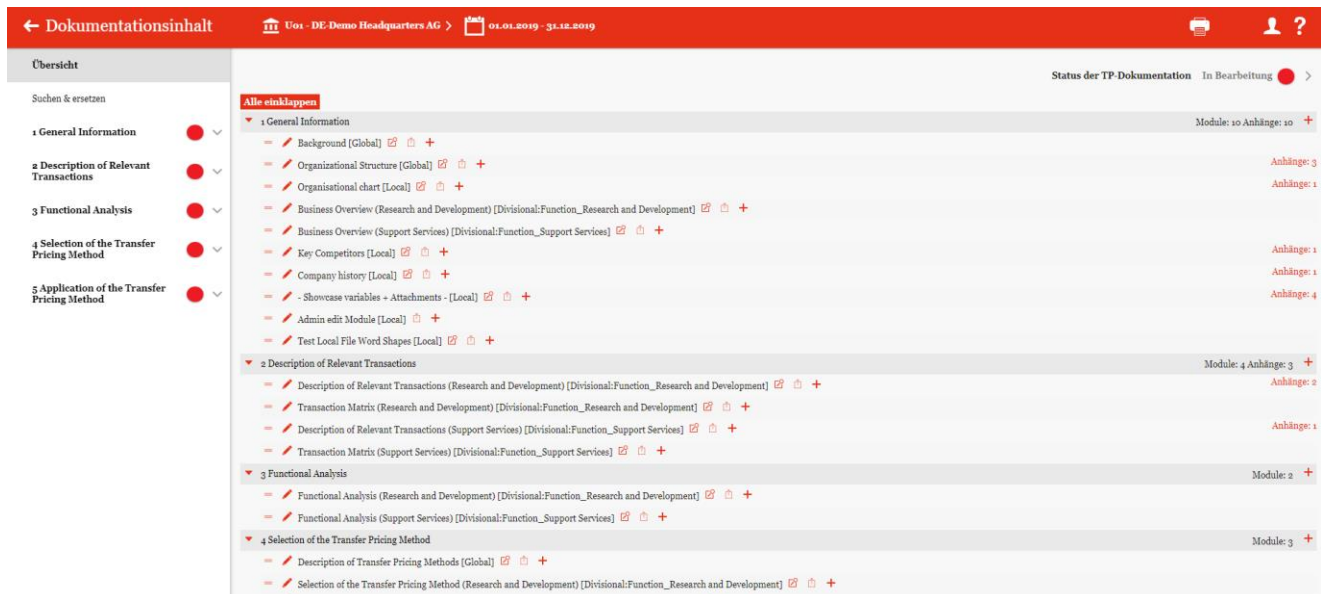 Dokumentationsinhalt
U01 - DE-Demo Headquarters AG
01.01.2019 - 31.12.2019
?
Übersicht
Suchen & ersetzen
1 General Information
2 Description of Relevant
Transactions
3 Functional Analysis
4 Selection of the Transfer
Pricing Method
5 Application of the Transfer
Pricing Method
Status der TP-Dokumentation In Bearbeitung
Alle einklappen
1 General Information Module: 10 Anhänge: 10
Background [Global]
Organizational Structure [Global] Anhänge: 3
Organisational chart [Local] Anhänge: 1
Business Overview (Research and Development) [Divisional:Function_Research and Development]
Business Overview (Support Services) [Divisional:Function_Support Services]
Key Competitors [Local] Anhänge: 1
Company history [Local] Anhänge: 1
- Showcase variables + Attachments - [Local] Anhänge: 4
Admin edit Module [Local]
Test Local File Word Shapes [Local]
2 Description of Relevant Transactions Module: 4 Anhänge: 3
Description of Relevant Transactions (Research and Development) [Divisional:Function_Research and Development] Anhänge: 2
Transaction Matrix (Research and Development) [Divisional:Function_Research and Development]
Description of Relevant Transactions (Support Services) [Divisional:Function_Support Services] Anhänge: 1
Transaction Matrix (Support Services) [Divisional:Function_Support Services]
3 Functional Analysis Module: 2
Functional Analysis (Research and Development) [Divisional:Function_Research and Development]
Functional Analysis (Support Services) [Divisional:Function_Support Services]
4 Selection of the Transfer Pricing Method Module: 3
Description of Transfer Pricing Methods [Global]
Selection of the Transfer Pricing Method (Research and Development) [Divisional:Function_Research and Development]